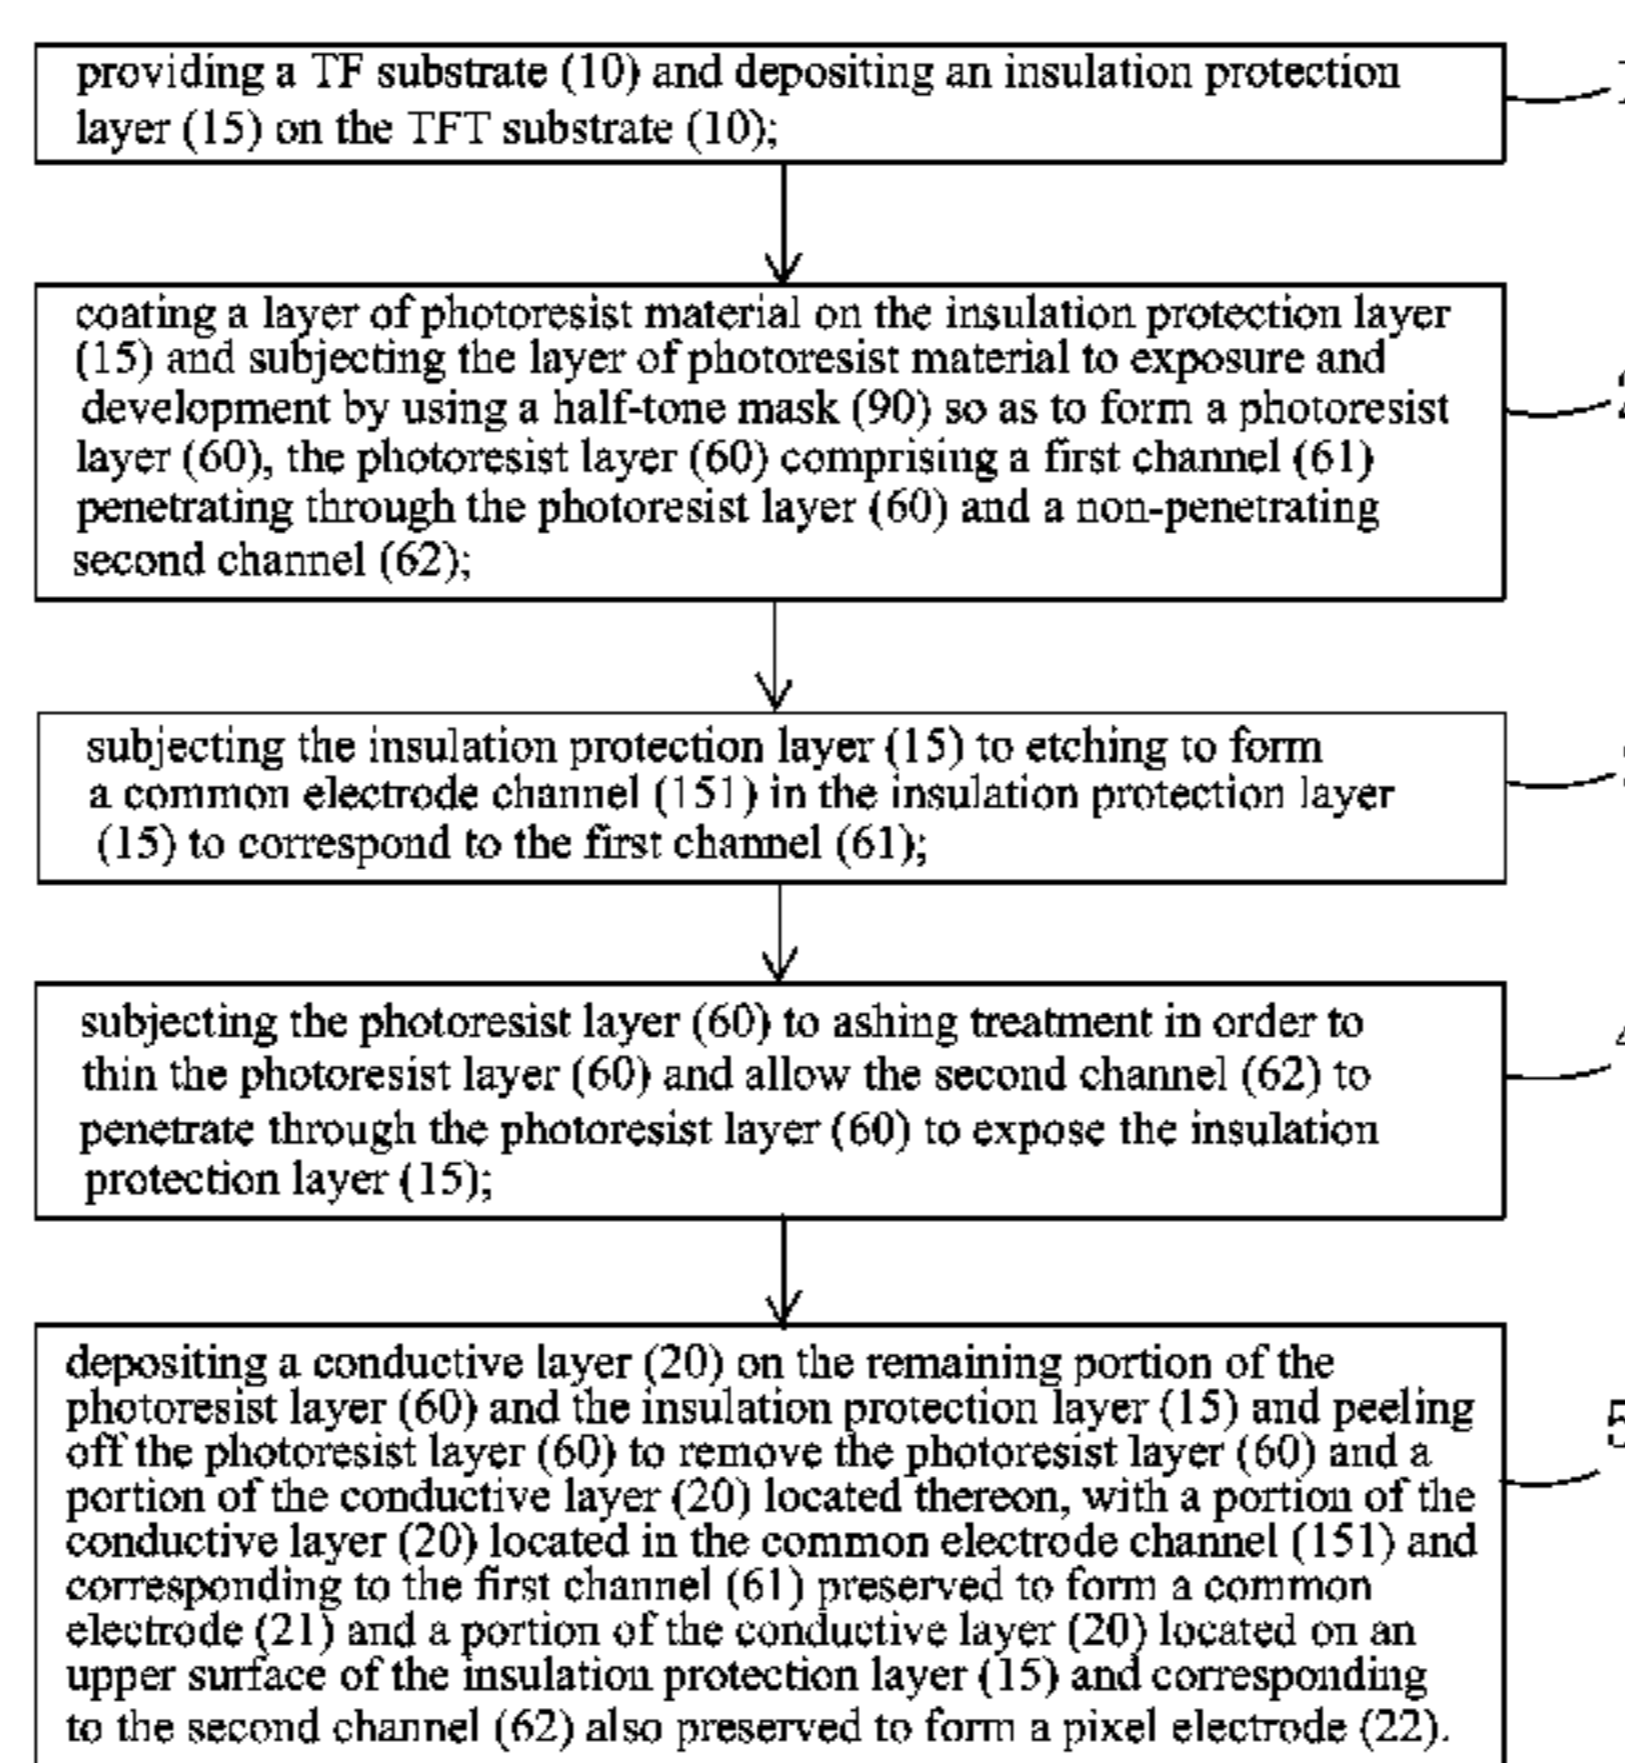 providing a TF substrate (10) and depositing an insulation protection
layer (15) on the TFT substrate (10);
coating a layer of photoresist material on the insulation protection layer
(15) and subjecting the layer of photoresist material to exposure and
development by using a half-tone mask (90) so as to form a photoresist
layer (60), the photoresist layer (60) comprising a first channel (61)
penetrating through the photoresist layer (60) and a non-penetrating
second channel (62);
subjecting the insulation protection layer (15) to etching to form
a common electrode channel (151) in the insulation protection layer
(15) to correspond to the first channel (61);
subjecting the photoresist layer (60) to ashing treatment in order to
thin the photoresist layer (60) and allow the second channel (62) to
penetrate through the photoresist layer (60) to expose the insulation
protection layer (15);
depositing a conductive layer (20) on the remaining portion of the
photoresist layer (60) and the insulation protection layer (15) and peeling
off the photoresist layer (60) to remove the photoresist layer (60) and a
portion of the conductive layer (20) located thereon, with a portion of the
conductive layer (20) located in the common electrode channel (151) and
corresponding to the first channel (61) preserved to form a common
electrode (21) and a portion of the conductive layer (20) located on an
upper surface of the insulation protection layer (15) and corresponding
to the second channel (62) also preserved to form a pixel electrode (22).
5